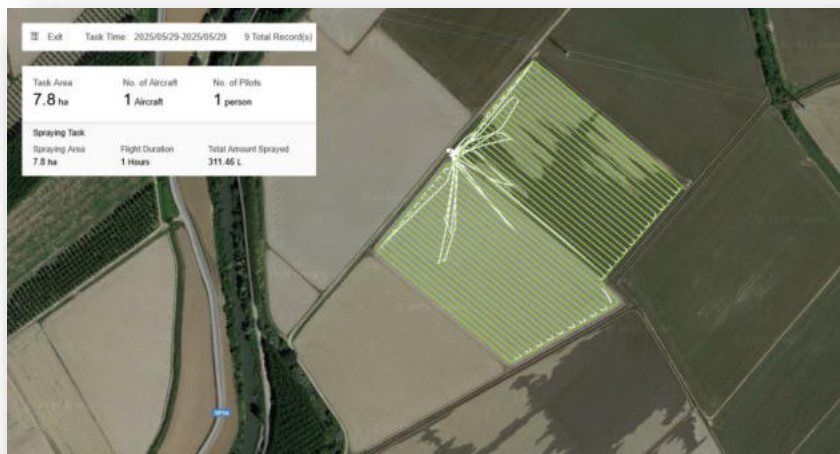 Exit Task Time: 2025/05/29-2025/05/29 9 Total Record(s)
Task Area No. of Aircraft No. of Pilots
7.8 ha 1 Aircraft 1 person
Spraying Task
Spraying Area Flight Duration Total Amount Sprayed
7.8 ha 1 Hours 311.46 L